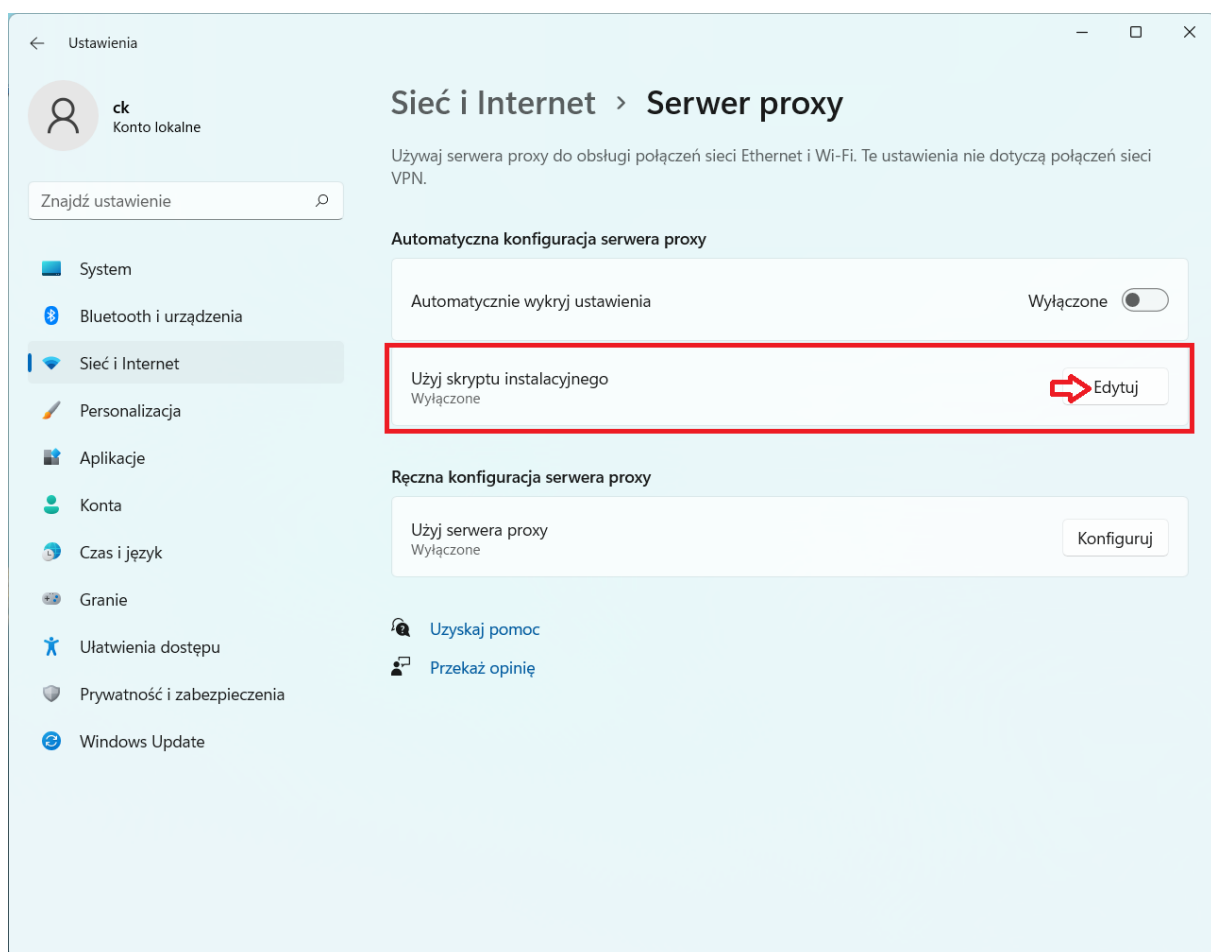 Ustawienia
ck
Konto lokalne
Znajdź ustawienie
System
Bluetooth i urządzenia
Sieć i Internet
Personalizacja
Aplikacje
Konta
Czas i język
Granie
Ułatwienia dostępu
Prywatność i zabezpieczenia
Windows Update
Sieć i Internet > Serwer proxy
Używaj serwera proxy do obsługi połączeń sieci Ethernet i Wi-Fi. Te ustawienia nie dotyczą połączeń sieci
VPN.
Automatyczna konfiguracja serwera proxy
Automatycznie wykryj ustawienia Wyłączone
Użyj skryptu instalacyjnego
Wyłączone
Edytuj
Ręczna konfiguracja serwera proxy
Użyj serwera proxy
Wyłączone
Konfiguruj
Uzyskaj pomoc
Przekaż opinię